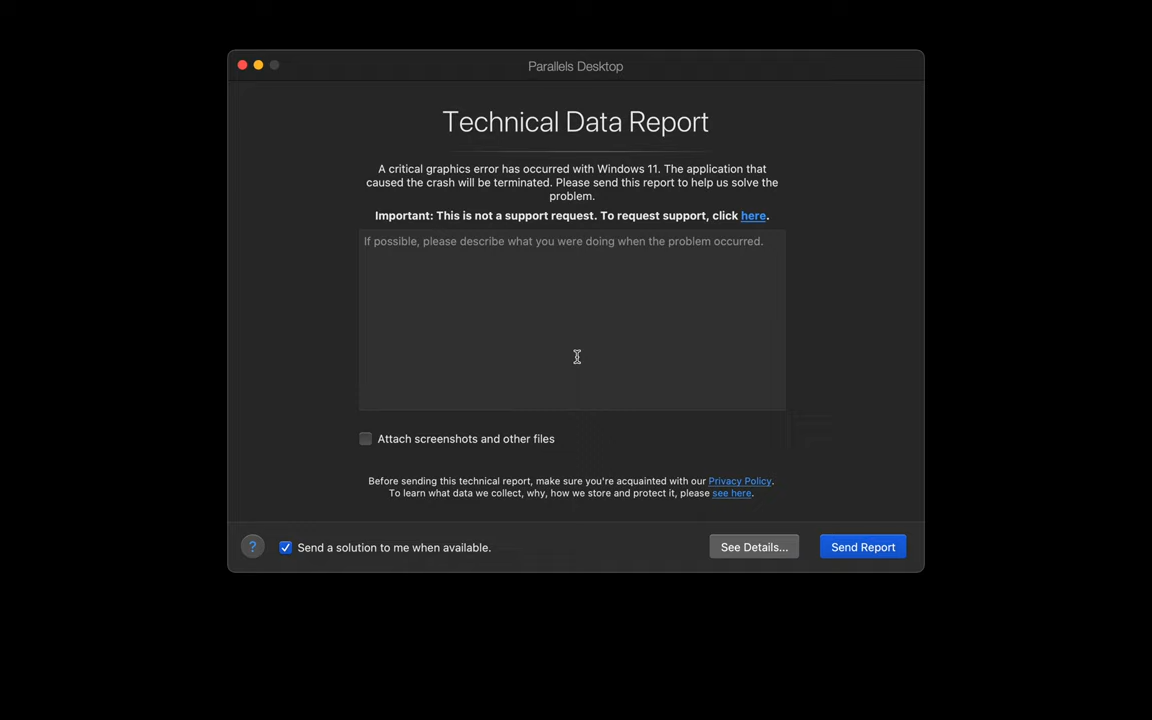 Parallels Desktop
Technical Data Report
A critical graphics error has occurred with Windows 11. The application that
caused the crash will be terminated. Please send this report to help us solve the
problem.
Important: This is not a support request. To request support, click here.
If possible, please describe what you were doing when the problem occurred.
Attach screenshots and other files
Before sending this technical report, make sure you're acquainted with our Privacy Policy.
To learn what data we collect, why, how we store and protect it, please see here.
? Send a solution to me when available. See Details... Send Report